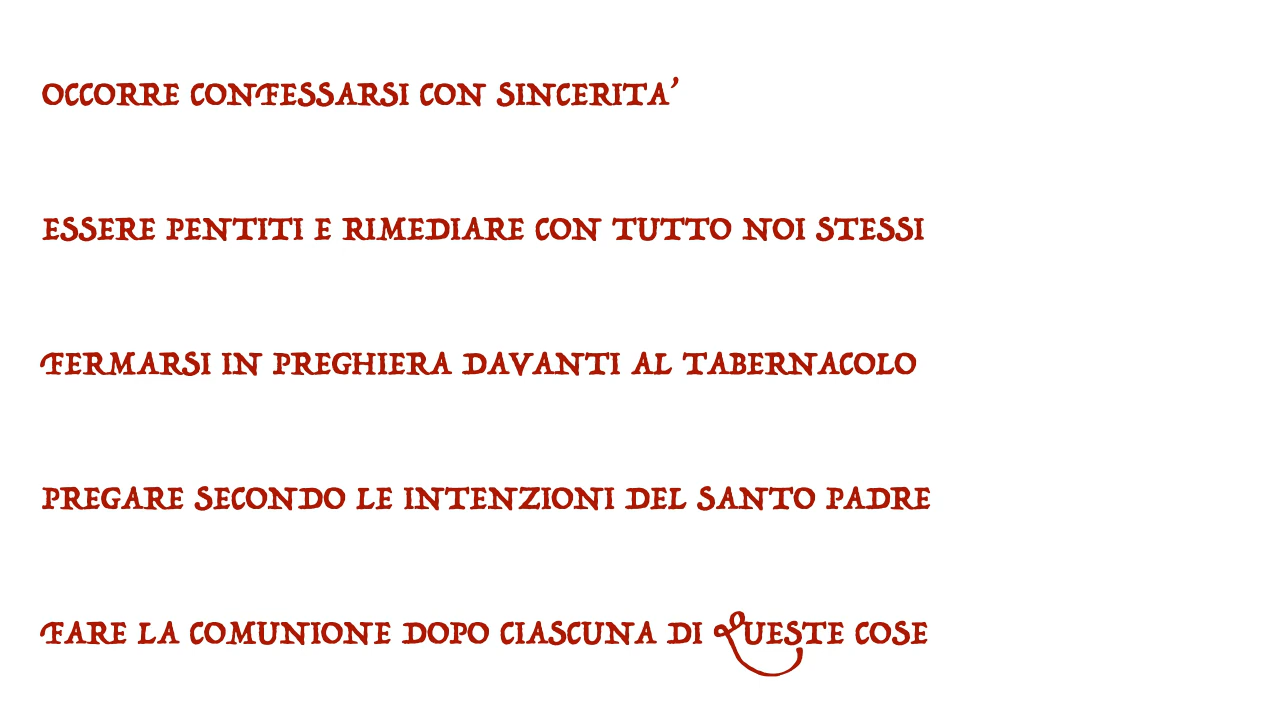 OCCORRE CONFESSARSI CON SINCERITA'
ESSERE PENTITI E RIMEDIARE CON TUTTO NOI STESSI
FERMARSI IN PREGHIERA DAVANTI AL TABERNACOLO
PREGARE SECONDO LE INTENZIONI DEL SANTO PADRE
FARE LA COMUNIONE DOPO CIASCUNA DI QUESTE COSE